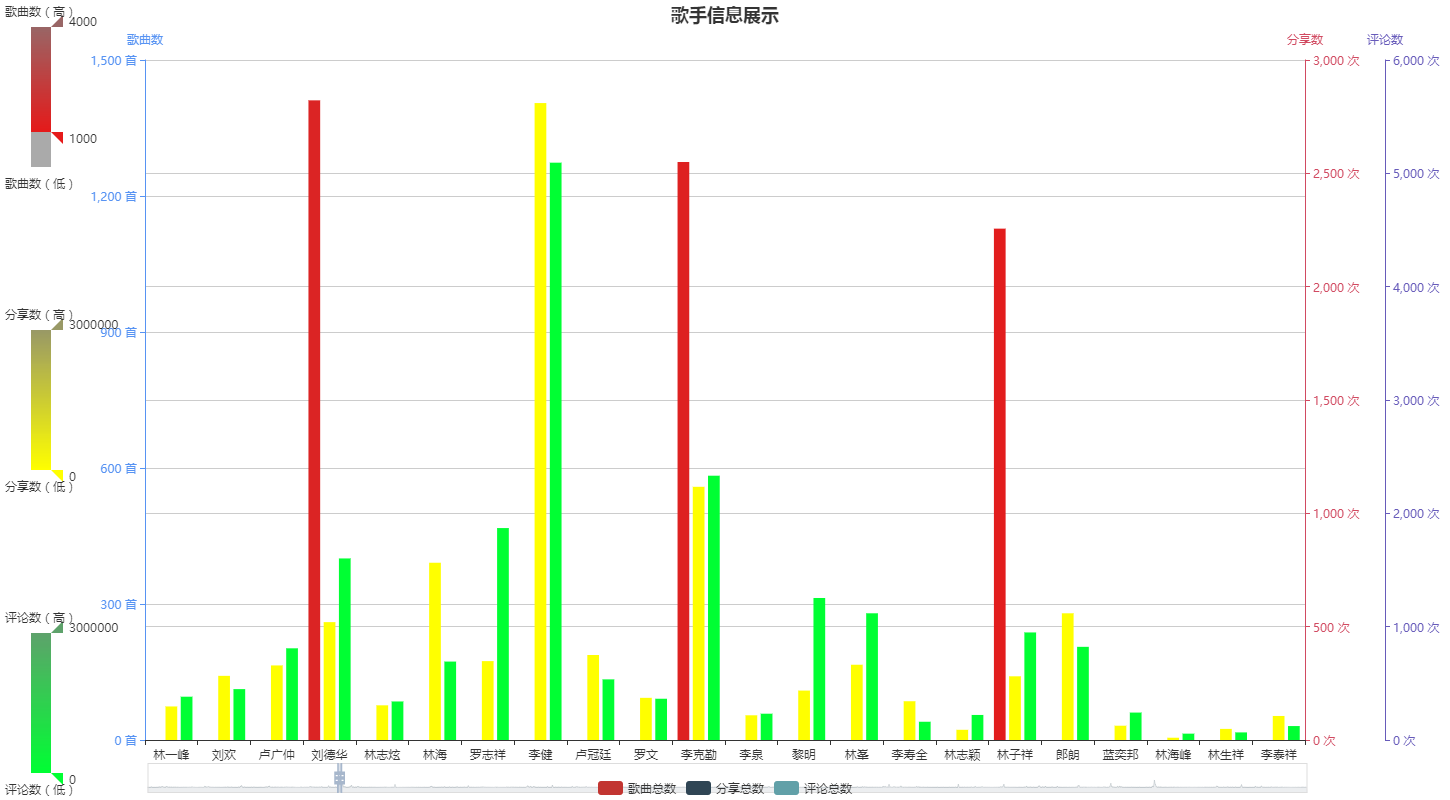 歌手信息展示
歌曲数（高）
4000
1000
歌曲数（低）
分享数（高）
3000000
0
分享数（低）
评论数（高）
3000000
0
评论数（低）
歌曲数
1,500 首
1,200 首
900 首
600 首
300 首
0 首
分享数
3,000 次
2,500 次
2,000 次
1,500 次
1,000 次
500 次
0 次
评论数
6,000 次
5,000 次
4,000 次
3,000 次
2,000 次
1,000 次
0 次
林一峰 刘欢 卢广仲 刘德华 林志炫 林海 罗志祥 李健 卢冠廷 罗文 李克勤 李泉 黎明 林峯 李寿全 林志颖 林子祥 郎朗 蓝奕邦 林海峰 林生祥 李泰祥
歌曲总数 分享总数 评论总数